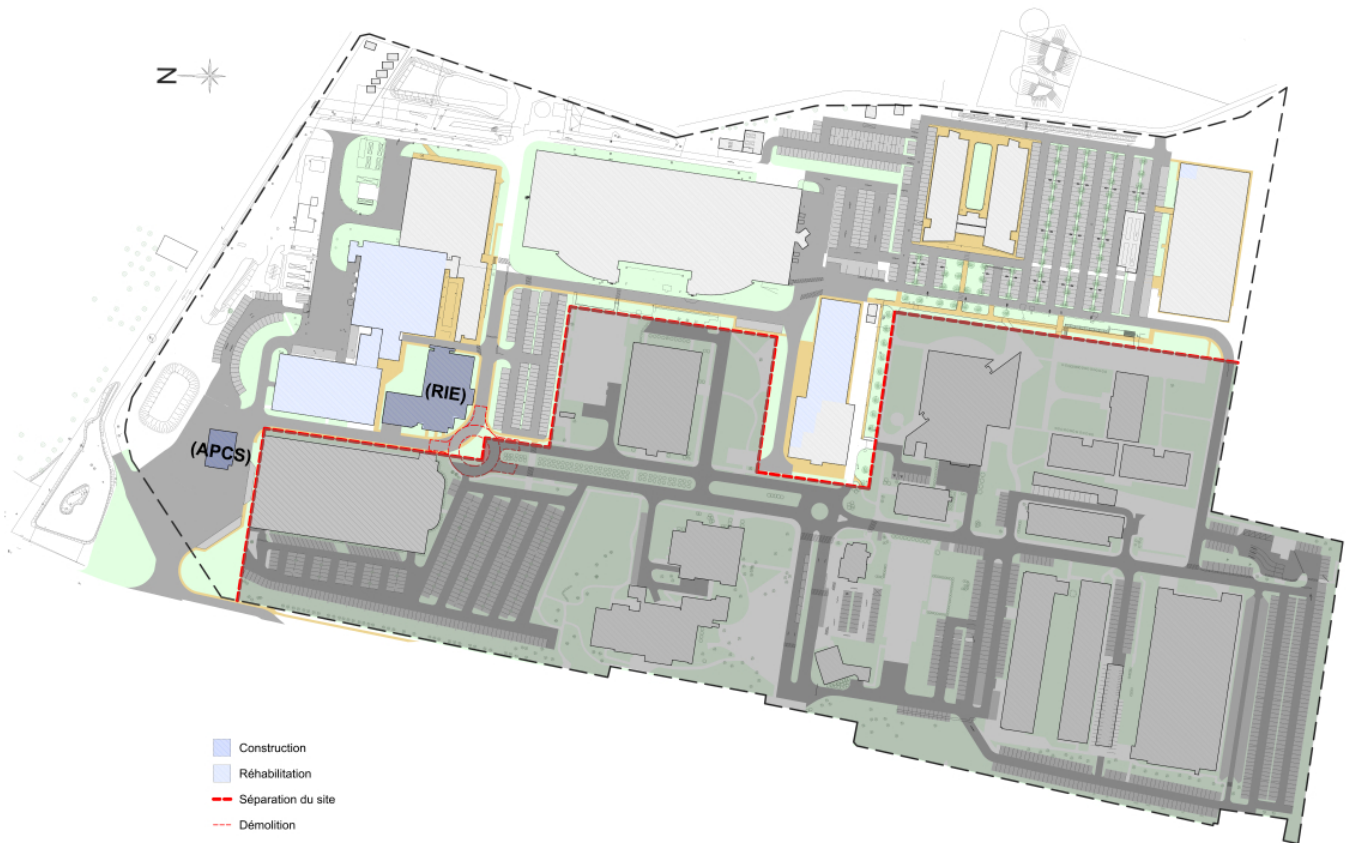 N
(RIE)
(APCS)
Construction
Réhabilitation
Séparation du site
Démolition